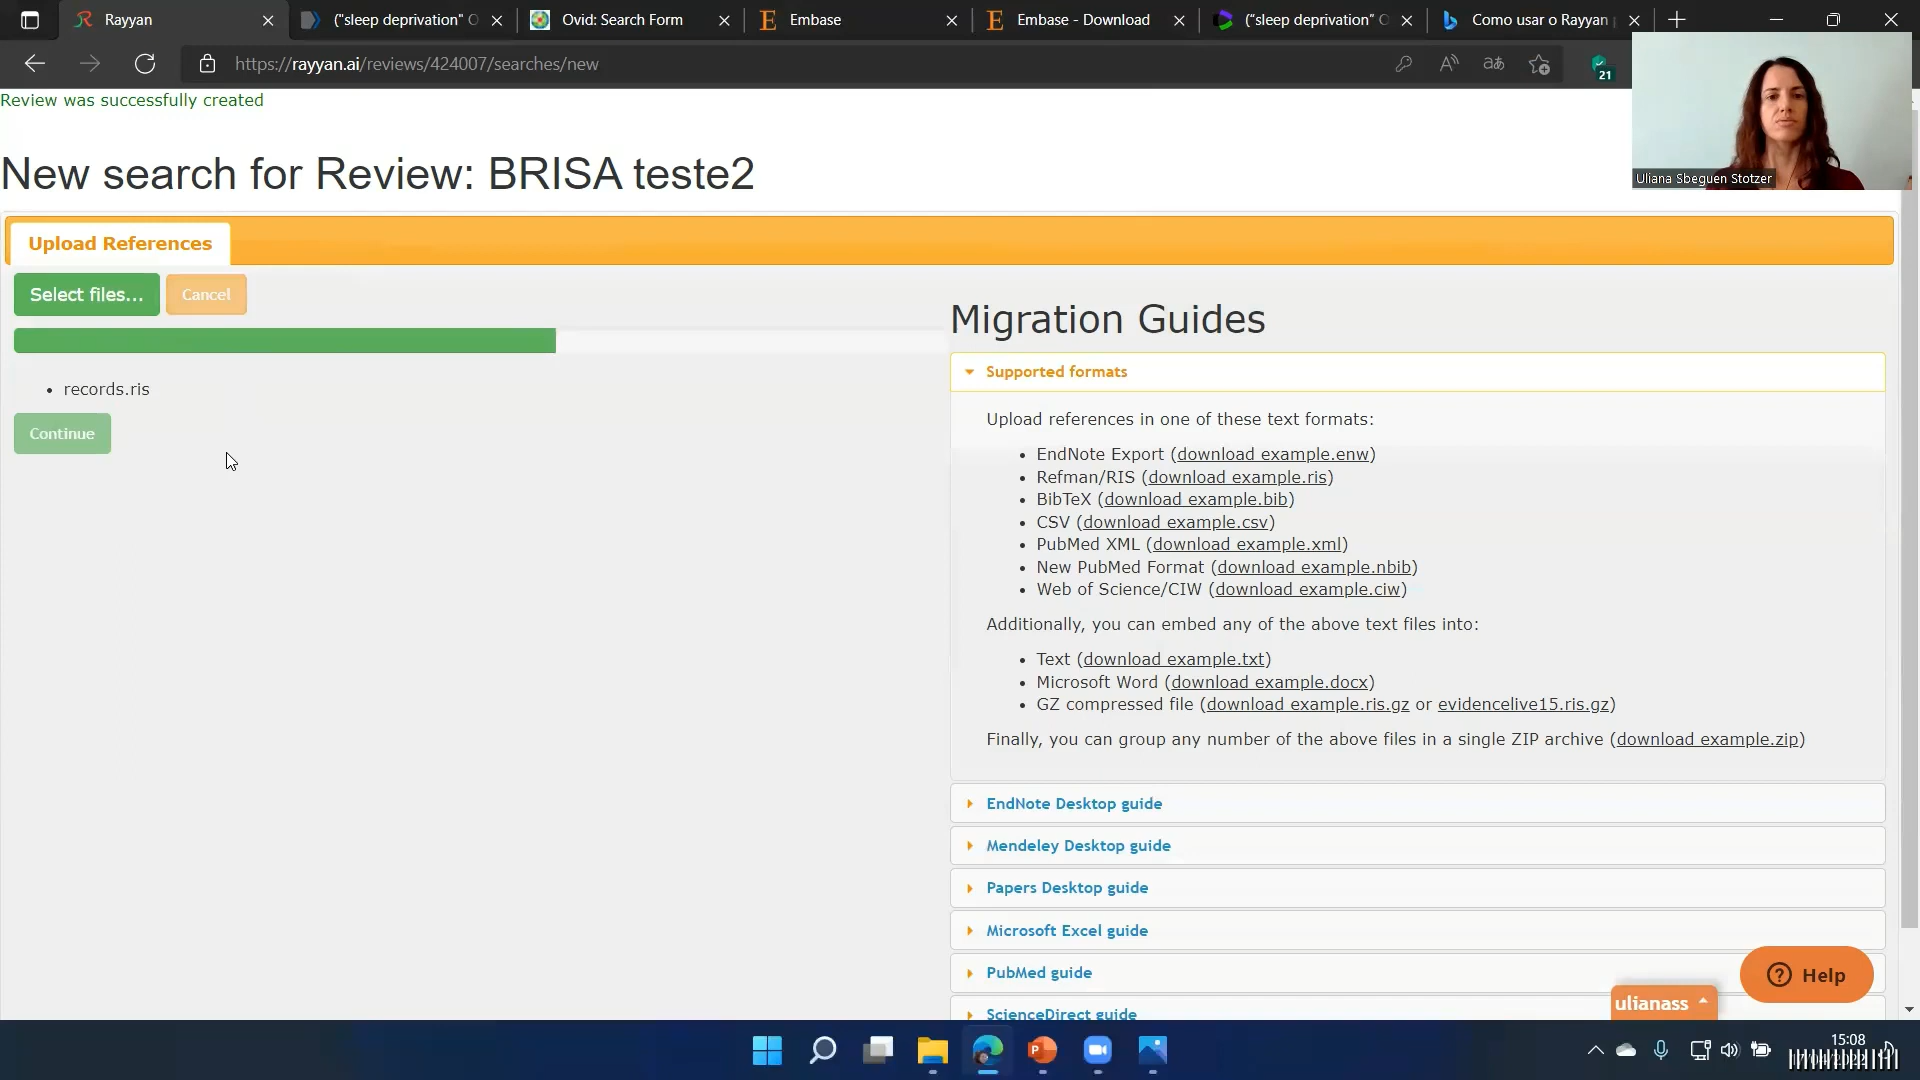 Rayyan
("sleep deprivation" O
Ovid: Search Form
Embase
Embase - Download
("sleep deprivation" O
Como usar o Rayyan
https://rayyan.ai/reviews/424007/searches/new
21
Review was successfully created
Uliana Sbeguen Stotzer
New search for Review: BRISA teste2
Upload References
Select files...
Cancel
records.ris
Continue
Migration Guides
Supported formats
Upload references in one of these text formats:
EndNote Export (download example.enw)
Refman/RIS (download example.ris)
BibTeX (download example.bib)
CSV (download example.csv)
PubMed XML (download example.xml)
New PubMed Format (download example.nbib)
Web of Science/CIW (download example.ciw)
Additionally, you can embed any of the above text files into:
Text (download example.txt)
Microsoft Word (download example.docx)
GZ compressed file (download example.ris.gz or evidencelive15.ris.gz)
Finally, you can group any number of the above files in a single ZIP archive (download example.zip)
EndNote Desktop guide
Mendeley Desktop guide
Papers Desktop guide
Microsoft Excel guide
PubMed guide
ScienceDirect guide
Help
ulianass
15:08